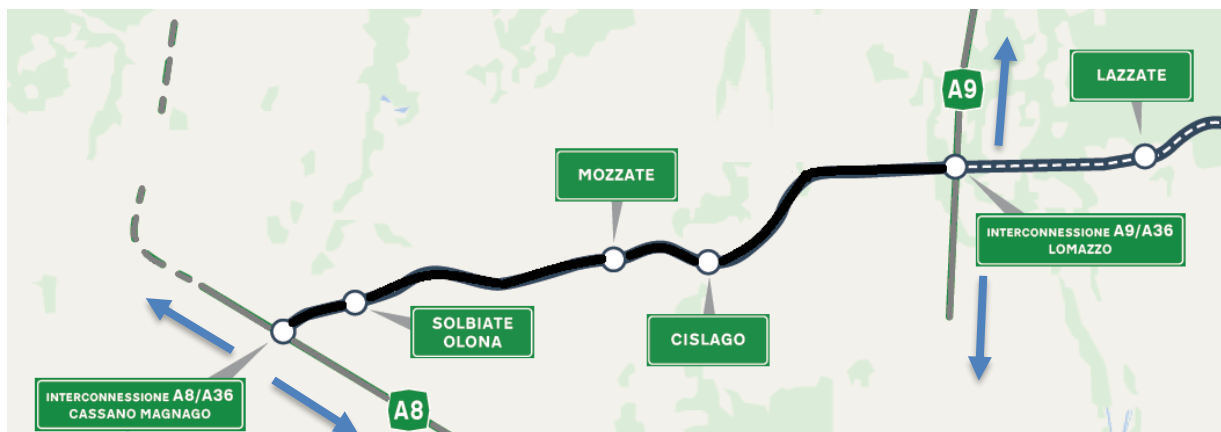 A9
LAZZATE
MOZZATE
INTERCONNESSIONE A9/A36
LOMAZZO
SOLBIATE
OLONA
CISLAGO
INTERCONNESSIONE A8/A36
CASSANO MAGNAGO
A8